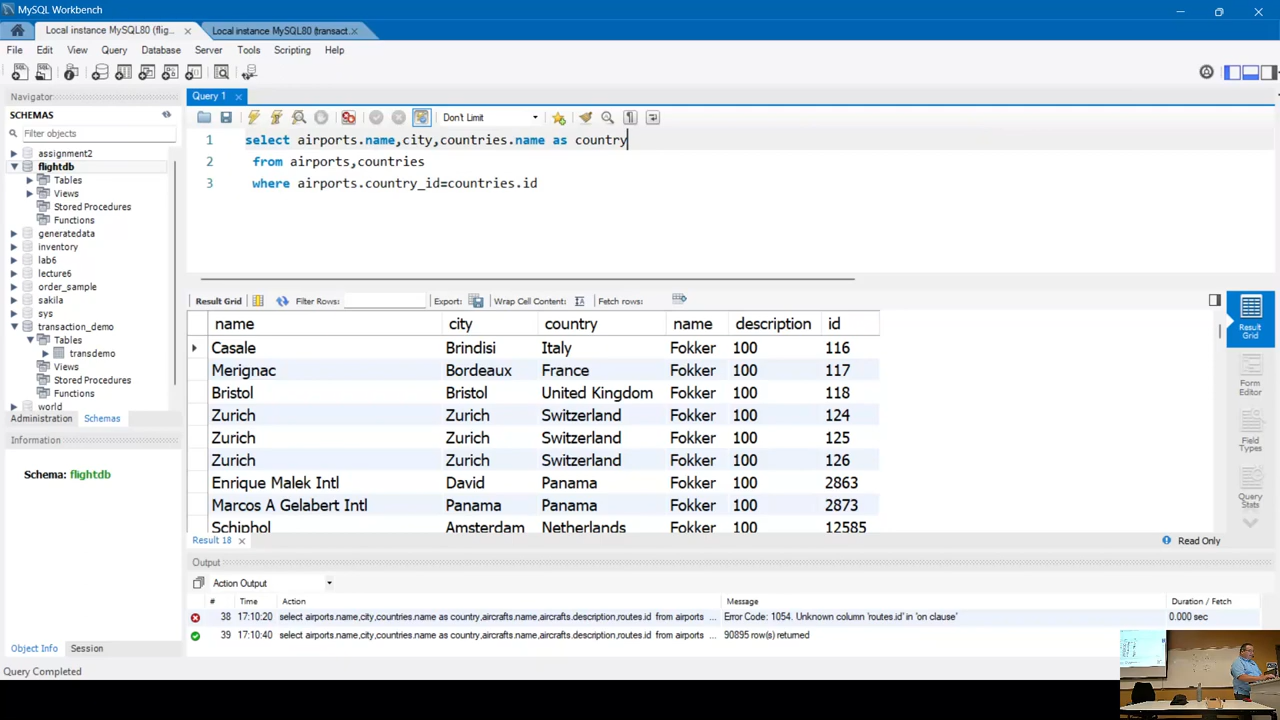 MySQL Workbench
Local instance MySQL80 (flig... Local instance MySQL80 (transact...
File Edit View Query Database Server Tools Scripting Help
Navigator
SCHEMAS
Filter objects
assignment2
flightdb
Tables
Views
Stored Procedures
Functions
generatedata
inventory
lab6
lecture6
order_sample
sakila
sys
transaction_demo
Tables
transdemo
Views
Stored Procedures
Functions
world
Administration Schemas
Information
Schema: flightdb
Object Info Session
Query Completed
Query 1
Don't Limit
1 select airports.name,city,countries.name as country
2 from airports,countries
3 where airports.country_id=countries.id
Result Grid Filter Rows: Export: Wrap Cell Content: Fetch rows:
name city country name description id
Casale Brindisi Italy Fokker 100 116
Merignac Bordeaux France Fokker 100 117
Bristol Bristol United Kingdom Fokker 100 118
Zurich Zurich Switzerland Fokker 100 124
Zurich Zurich Switzerland Fokker 100 125
Zurich Zurich Switzerland Fokker 100 126
Enrique Malek Intl David Panama Fokker 100 2863
Marcos A Gelabert Intl Panama Panama Fokker 100 2873
Schiphol Amsterdam Netherlands Fokker 100 12585
Result Grid
Form Editor
Field Types
Query Stats
Result 18 Read Only
Output
Action Output
# Time Action Message Duration / Fetch
38 17:10:20 select airports.name,city,countries.name as country,aircrafts.name,aircrafts.description,routes.id from airports ... Error Code: 1054. Unknown column 'routes.id' in 'on clause' 0.000 sec
39 17:10:40 select airports.name,city,countries.name as country,aircrafts.name,aircrafts.description,routes.id from airports ... 90895 row(s) returned